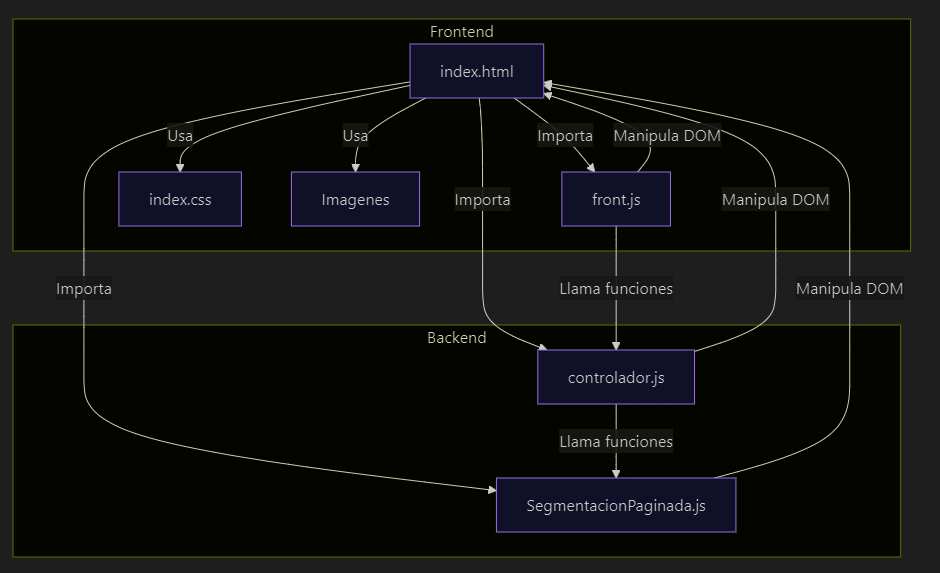 Frontend
index.html
Usa
Usa
Importa
Manipula DOM
index.css
Imagenes
Importa
front.js
Manipula DOM
Importa
Llama funciones
Manipula DOM
Backend
controlador.js
Llama funciones
SegmentacionPaginada.js